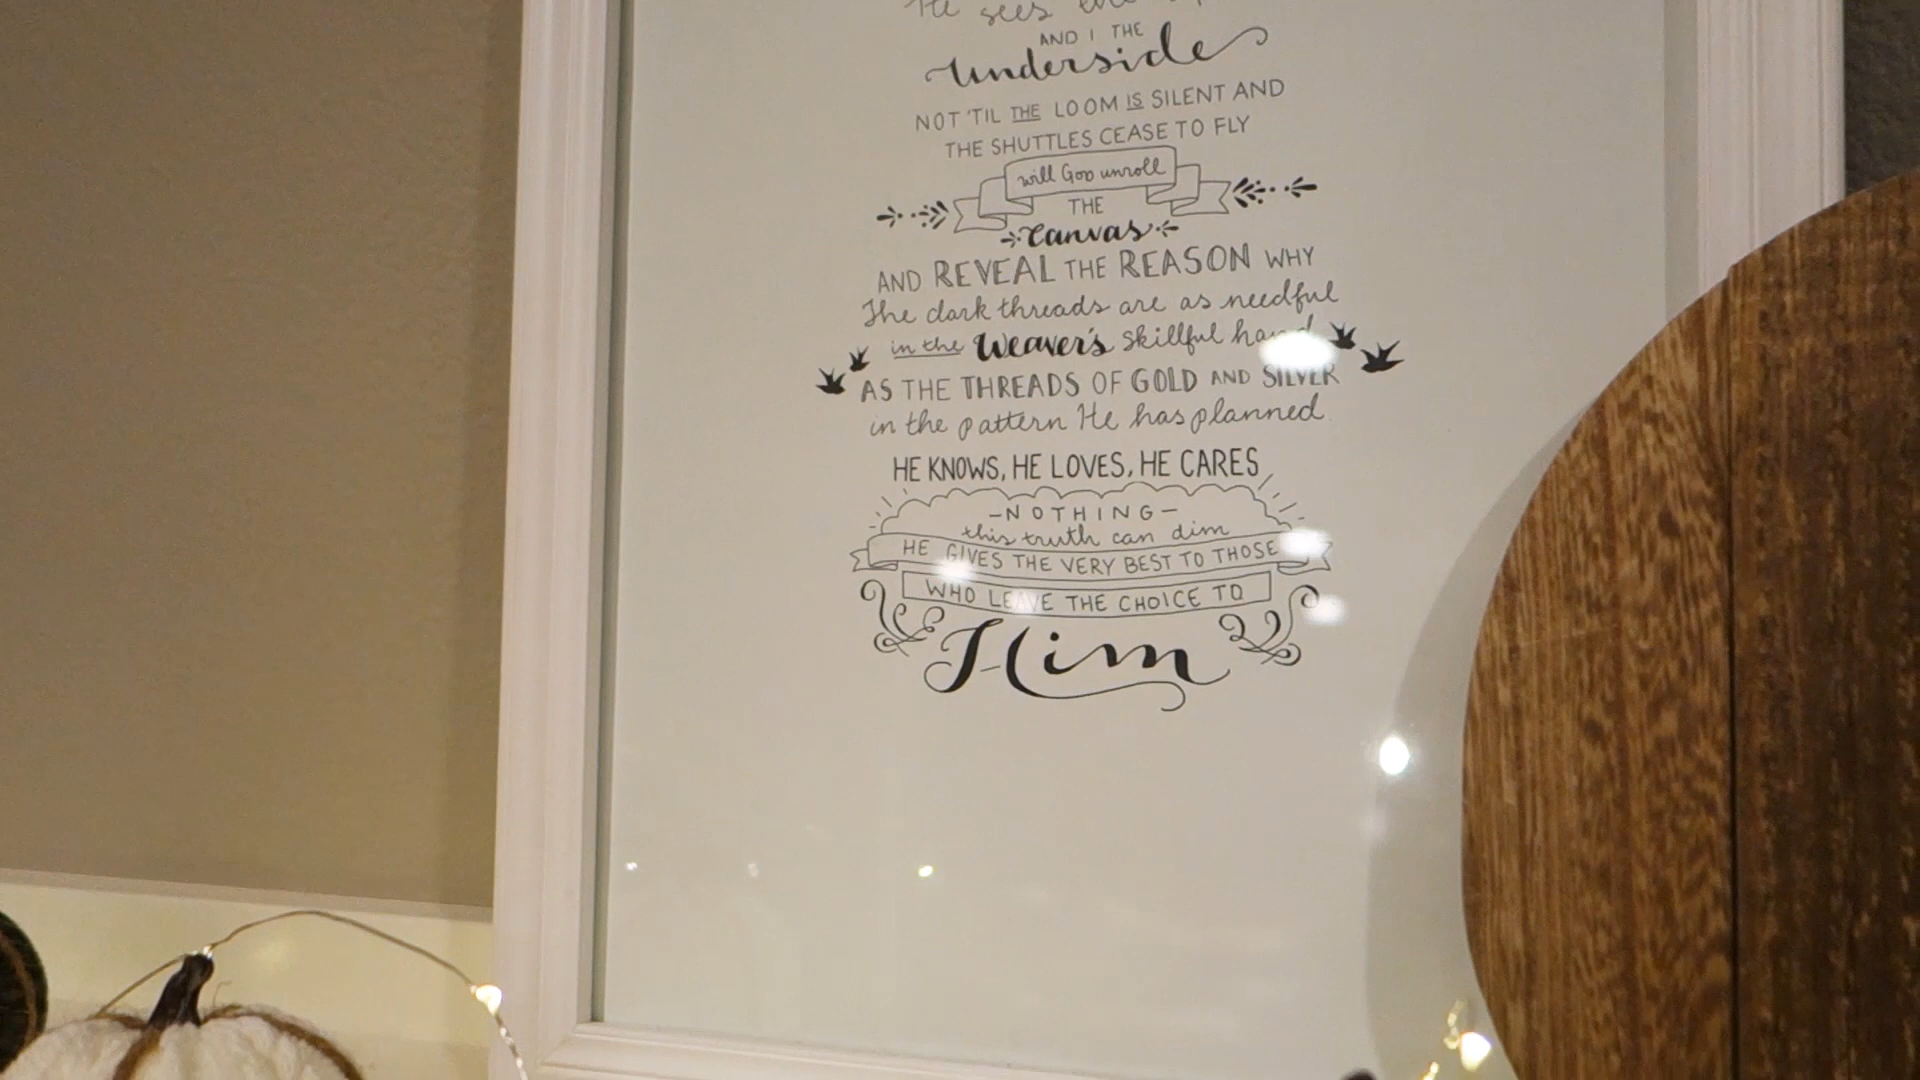 He sees the
AND I THE
Underside
NOT 'TIL THE LOOM IS SILENT AND
THE SHUTTLES CEASE TO FLY
will GOD unroll
THE
Canvas
AND REVEAL THE REASON WHY
The dark threads are as needful
in the Weaver's skillful hand
AS THE THREADS OF GOLD AND SILVER
in the pattern He has planned.
HE KNOWS, HE LOVES, HE CARES
-NOTHING-
this truth can dim
HE GIVES THE VERY BEST TO THOSE
WHO LEAVE THE CHOICE TO
Him